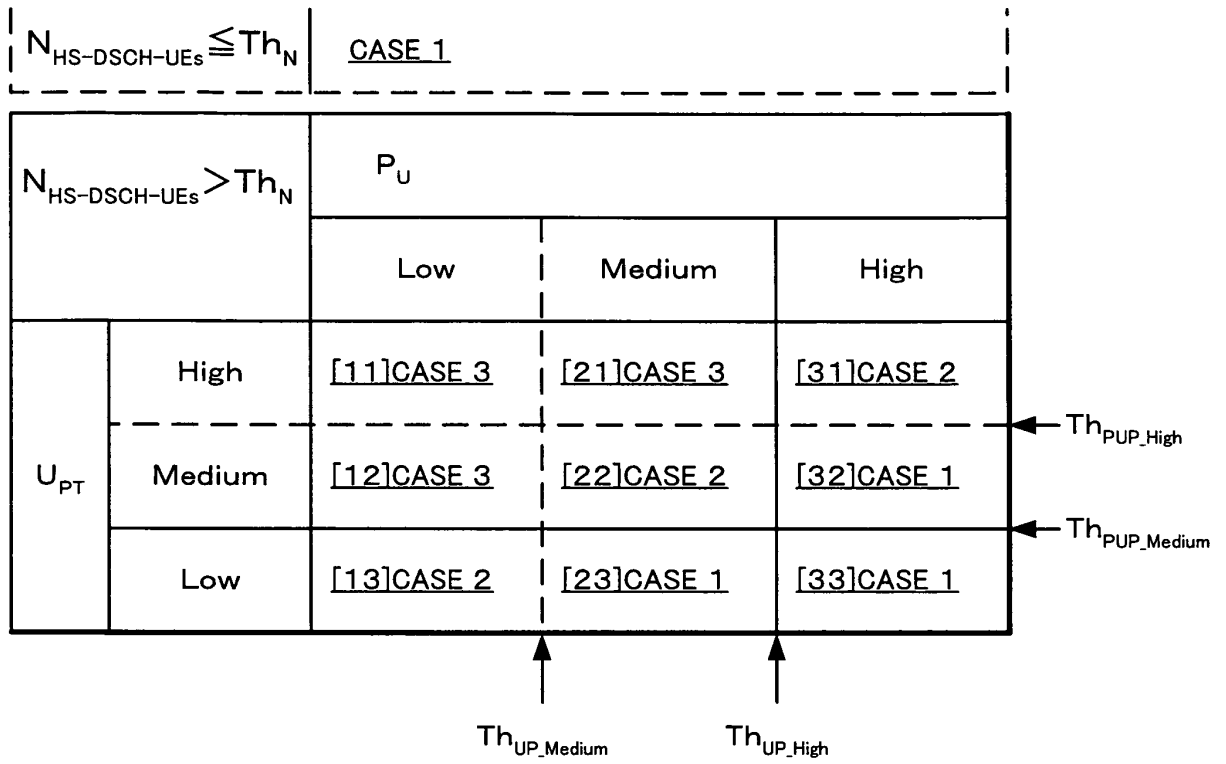 N_HS-DSCH-UEs ≦ Th_N CASE 1
N_HS-DSCH-UEs > Th_N P_U
Low Medium High
High [11]CASE 3 [21]CASE 3 [31]CASE 2
Th_PUP_High
U_PT Medium [12]CASE 3 [22]CASE 2 [32]CASE 1
Th_PUP_Medium
Low [13]CASE 2 [23]CASE 1 [33]CASE 1
Th_UP_Medium Th_UP_High